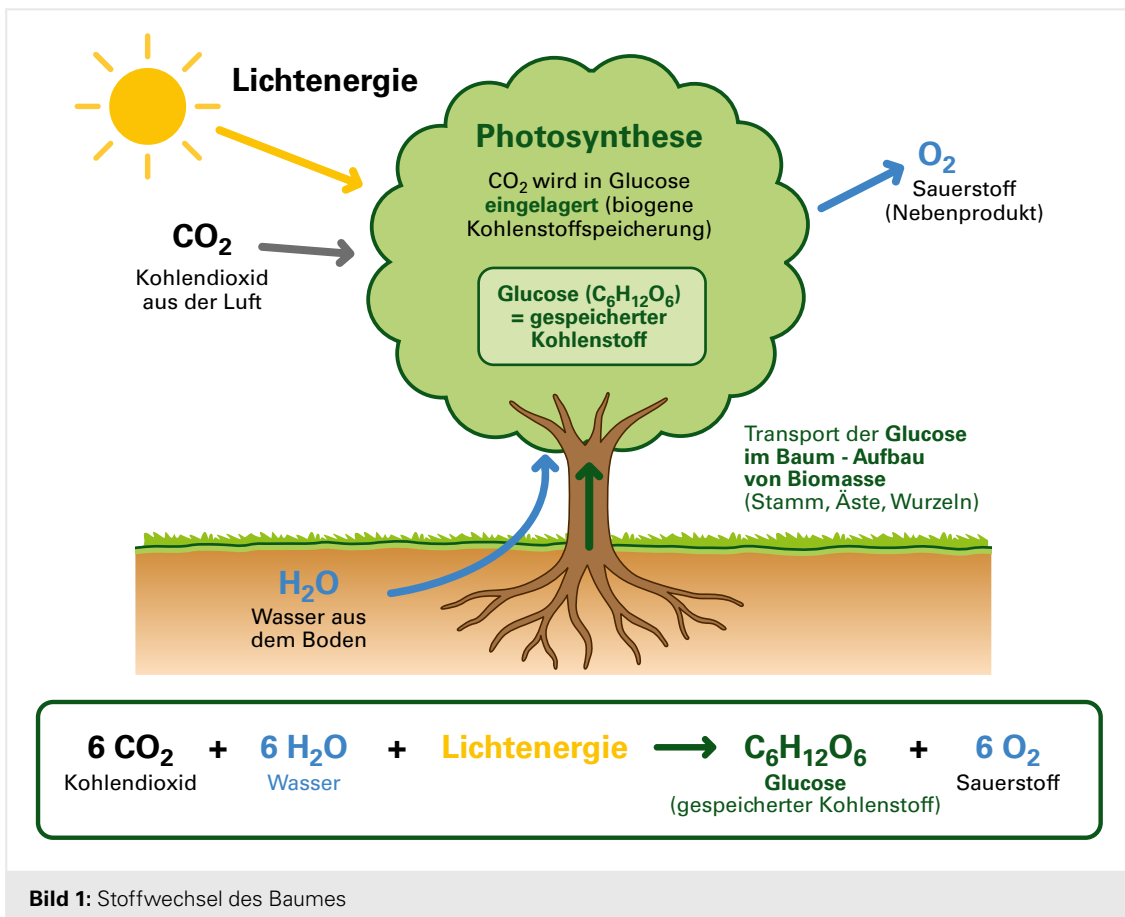 Lichtenergie
Photosynthese
CO₂ wird in Glucose
eingelagert (biogene
Kohlenstoffspeicherung)
O₂
Sauerstoff
(Nebenprodukt)
CO₂
Kohlendioxid
aus der Luft
Glucose (C₆H₁₂O₆)
= gespeicherter
Kohlenstoff
Transport der Glucose
im Baum - Aufbau
von Biomasse
(Stamm, Äste, Wurzeln)
H₂O
Wasser aus
dem Boden
6 CO₂ + 6 H₂O + Lichtenergie → C₆H₁₂O₆ + 6 O₂
Kohlendioxid Wasser Glucose Sauerstoff
(gespeicherter Kohlenstoff)
Bild 1: Stoffwechsel des Baumes